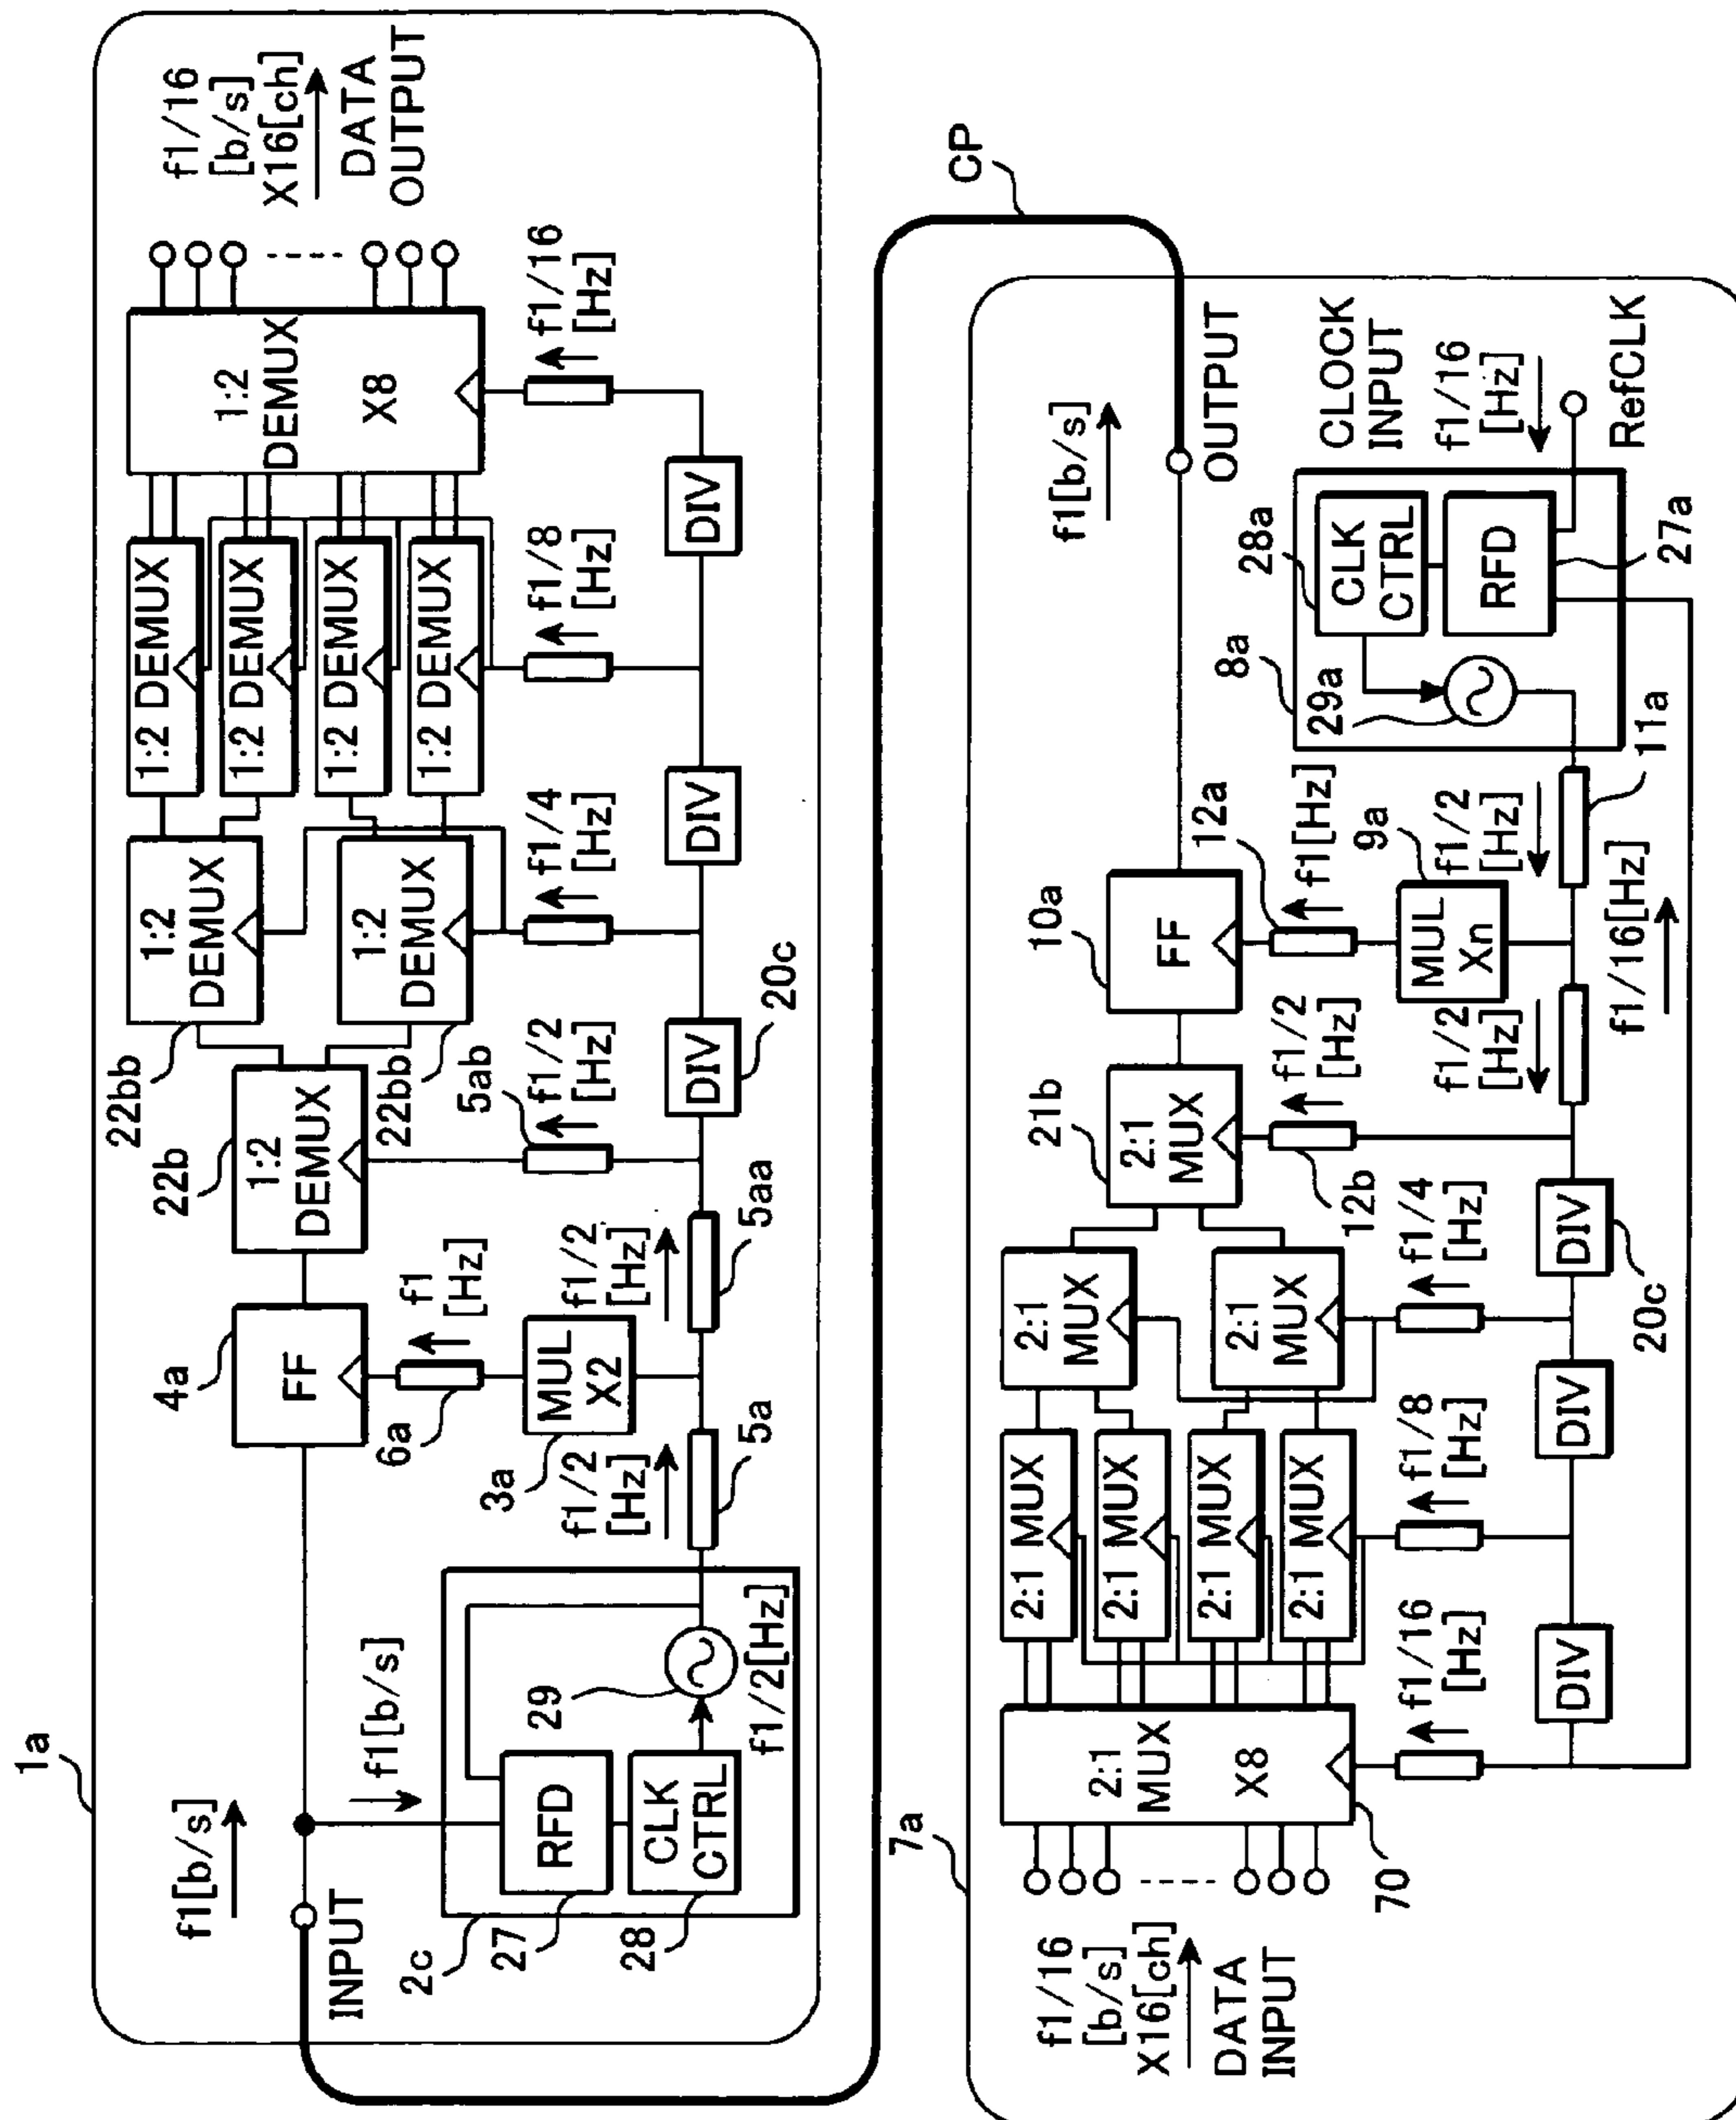 1a
f1[b/s]
INPUT
f1[b/s]
2c
27
28
29
RFD
CLK
CTRL
f1/2[Hz]
4a
FF
6a
f1
[Hz]
3a
MUL
X2
f1/2
[Hz]
5a
f1/2
[Hz]
5aa
22b
1:2
DEMUX
5ab
f1/2
[Hz]
22bb
1:2
DEMUX
22bb
1:2
DEMUX
DIV
20c
f1/4
[Hz]
1:2 DEMUX
1:2 DEMUX
1:2 DEMUX
1:2 DEMUX
DIV
f1/8
[Hz]
1:2
DEMUX
X8
DIV
f1/16
[Hz]
f1/16
[b/s]
X16[ch]
DATA
OUTPUT
CP
7a
f1/16
[b/s]
X16[ch]
DATA
INPUT
2:1
MUX
X8
70
f1/16
[Hz]
DIV
2:1 MUX
2:1 MUX
2:1 MUX
2:1 MUX
f1/8
[Hz]
DIV
2:1
MUX
2:1
MUX
f1/4
[Hz]
DIV
20c
21b
2:1
MUX
12b
f1/2
[Hz]
10a
FF
12a
f1[Hz]
9a
MUL
Xn
f1/2
[Hz]
f1/2
[Hz]
f1/16[Hz]
11a
8a
29a
28a
CLK
CTRL
RFD
27a
f1[b/s]
OUTPUT
CLOCK
INPUT
f1/16
[Hz]
RefCLK